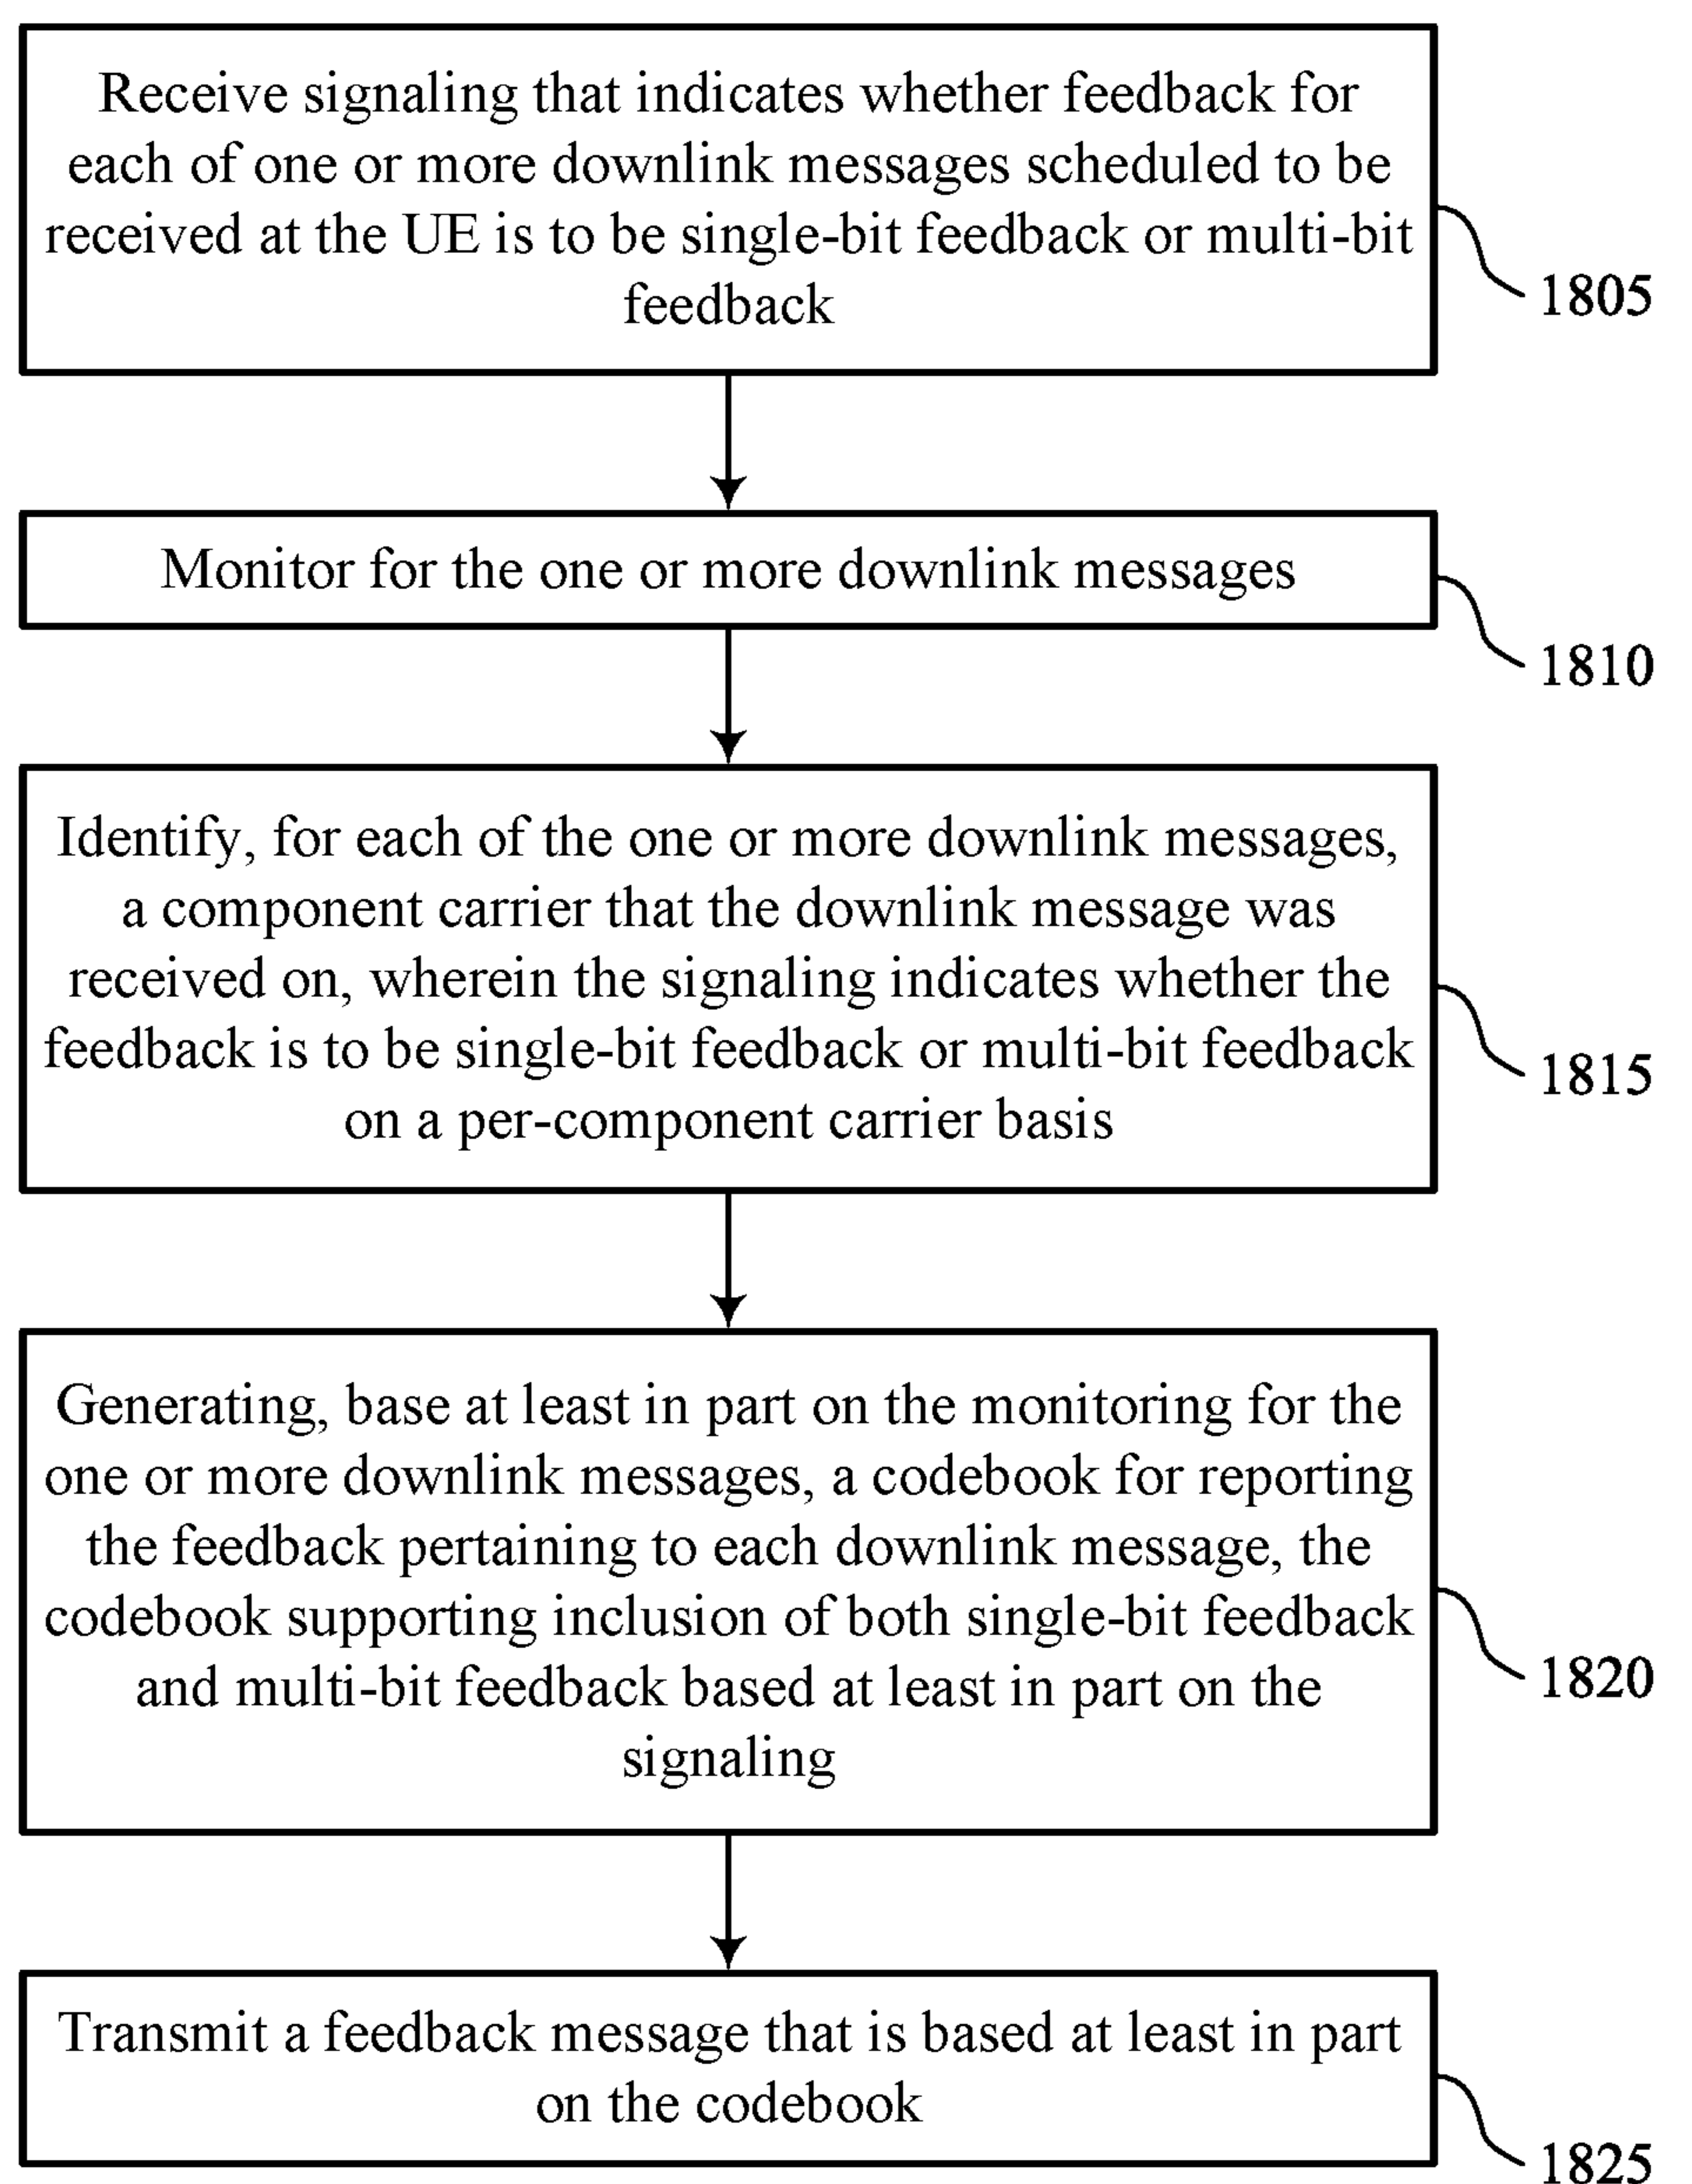 Receive signaling that indicates whether feedback for
each of one or more downlink messages scheduled to be
received at the UE is to be single-bit feedback or multi-bit
feedback
1805
Monitor for the one or more downlink messages
1810
Identify, for each of the one or more downlink messages,
a component carrier that the downlink message was
received on, wherein the signaling indicates whether the
feedback is to be single-bit feedback or multi-bit feedback
on a per-component carrier basis
1815
Generating, base at least in part on the monitoring for the
one or more downlink messages, a codebook for reporting
the feedback pertaining to each downlink message, the
codebook supporting inclusion of both single-bit feedback
and multi-bit feedback based at least in part on the
signaling
1820
Transmit a feedback message that is based at least in part
on the codebook
1825